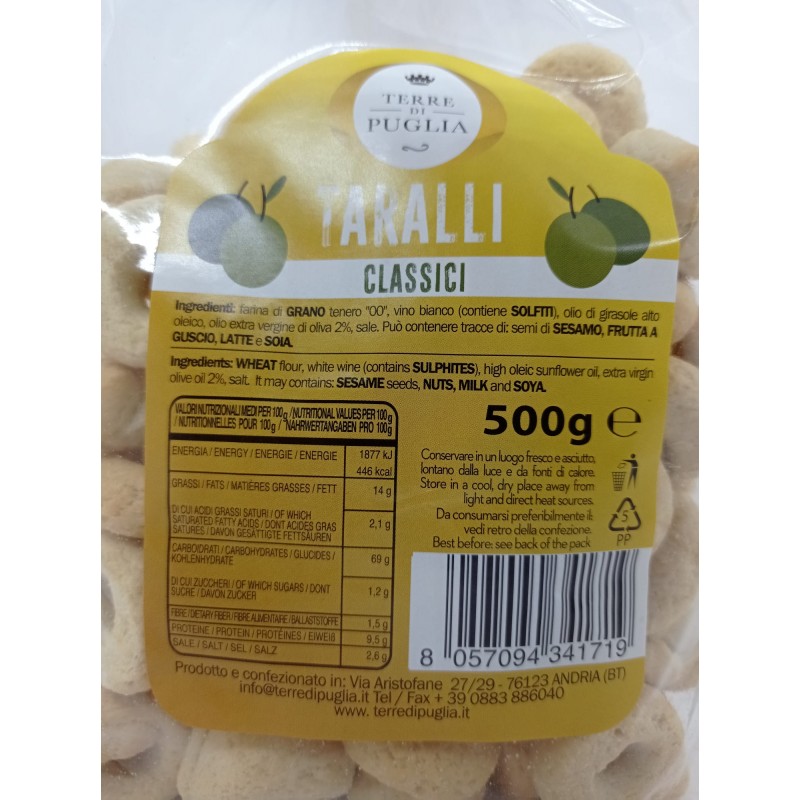 TERRE
DI
PUGLIA
TARALLI
CLASSICI
Ingredienti: farina di GRANO tenero "00", vino bianco (contiene SOLFITI), olio di girasole alto
oleico, olio extra vergine di oliva 2%, sale. Può contenere tracce di: semi di SESAMO, FRUTTA A
GUSCIO, LATTE e SOIA.
Ingredients: WHEAT flour, white wine (contains SULPHITES), high oleic sunflower oil, extra virgin
olive oil 2%, salt. It may contains: SESAME seeds, NUTS, MILK and SOYA.
VALORI NUTRIZIONALI MEDI PER 100g / NUTRITIONAL VALUES PER 100g
/ NUTRITIONNELLES POUR 100g / NAHRWERTANGABEN PRO 100g
ENERGIA / ENERGY / ENERGIE / ENERGIE 1877 kJ
446 kcal
GRASSI / FATS / MATIÈRES GRASSES / FETT 14 g
DI CUI ACIDI GRASSI SATURI / OF WHICH
SATURATED FATTY ACIDS / DONT ACIDES GRAS
SATURES / DAVON GESÄTTIGTE FETTSÄUREN 2,1 g
CARBOIDRATI / CARBOHYDRATES / GLUCIDES /
KOHLENHYDRATE 69 g
DI CUI ZUCCHERI / OF WHICH SUGARS / DONT
SUCRE / DAVON ZUCKER 1,2 g
FIBRE / DIETARY FIBER / FIBRE ALIMENTAIRE / BALLASTSTOFFE 1,5 g
PROTEINE / PROTEIN / PROTÉINES / EIWEIß 9,5 g
SALE / SALT / SEL / SALZ 2,6 g
500g e
Conservare in un luogo fresco e asciutto,
lontano dalla luce e da fonti di calore.
Store in a cool, dry place away from
light and direct heat sources.
Da consumarsi preferibilmente il:
vedi retro della confezione.
Best before: see back of the pack
5
PP
8 057094 341719
Prodotto e confezionato in: Via Aristofane 27/29 - 76123 ANDRIA (BT)
info@terredipuglia.it Tel / Fax + 39 0883 886040
www. terredipuglia.it